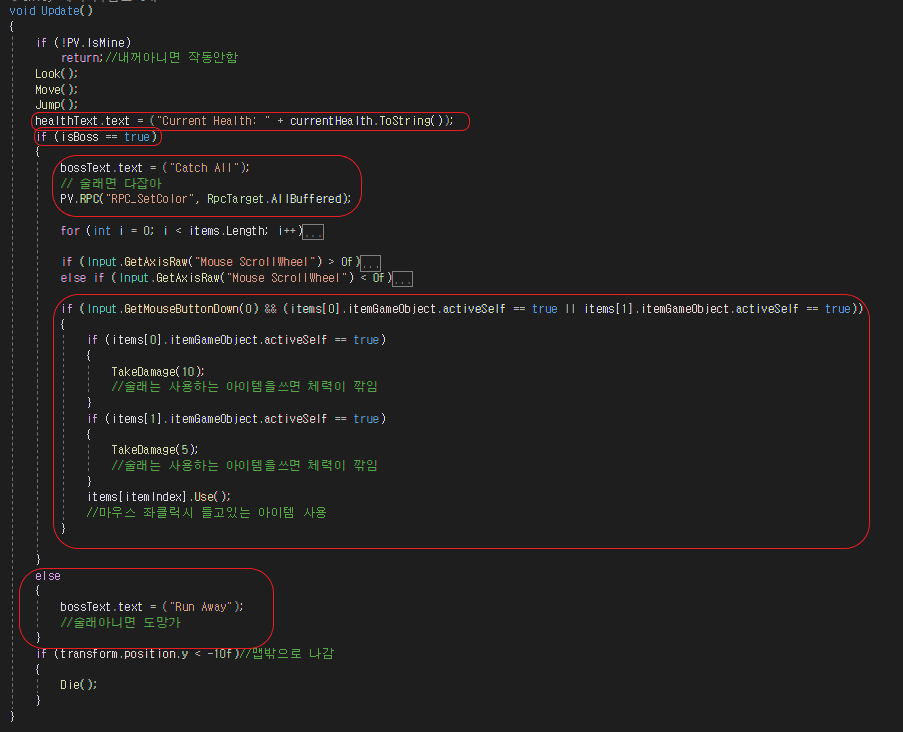 void Update()
{
if (!PV.IsMine)
return;//내꺼아니면 작동안함
Look();
Move();
Jump();
healthText.text = ("Current Health: " + currentHealth.ToString());
if (isBoss == true)
{
bossText.text = ("Catch All");
// 술래면 다잡아
PV.RPC("RPC_SetColor", RpcTarget.AllBuffered);
for (int i = 0; i < items.Length; i++)...
if (Input.GetAxisRaw("Mouse ScrollWheel") > 0f)...
else if (Input.GetAxisRaw("Mouse ScrollWheel") < 0f)...
if (Input.GetMouseButtonDown(0) && (items[0].itemGameObject.activeSelf == true || items[1].itemGameObject.activeSelf == true))
{
if (items[0].itemGameObject.activeSelf == true)
{
TakeDamage(10);
//술래는 사용하는 아이템을쓰면 체력이 깎임
}
if (items[1].itemGameObject.activeSelf == true)
{
TakeDamage(5);
//술래는 사용하는 아이템을쓰면 체력이 깎임
}
items[itemIndex].Use();
//마우스 좌클릭시 들고있는 아이템 사용
}
}
else
{
bossText.text = ("Run Away");
//술래아니면 도망가
}
if (transform.position.y < -10f)//맵밖으로 나감
{
Die();
}
}